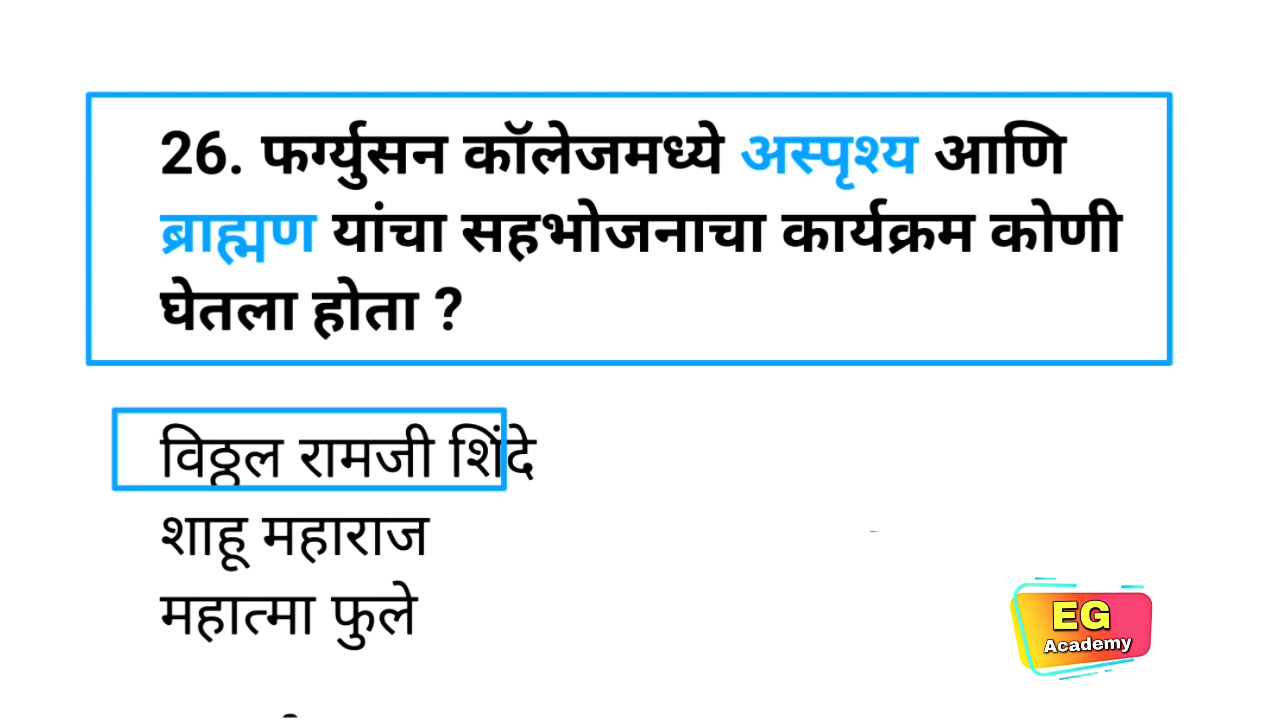 26. फर्ग्युसन कॉलेजमध्ये अस्पृश्य आणि
ब्राह्मण यांचा सहभोजनाचा कार्यक्रम कोणी
घेतला होता ?
विठ्ठल रामजी शिंदे
शाहू महाराज
महात्मा फुले
EG
Academy